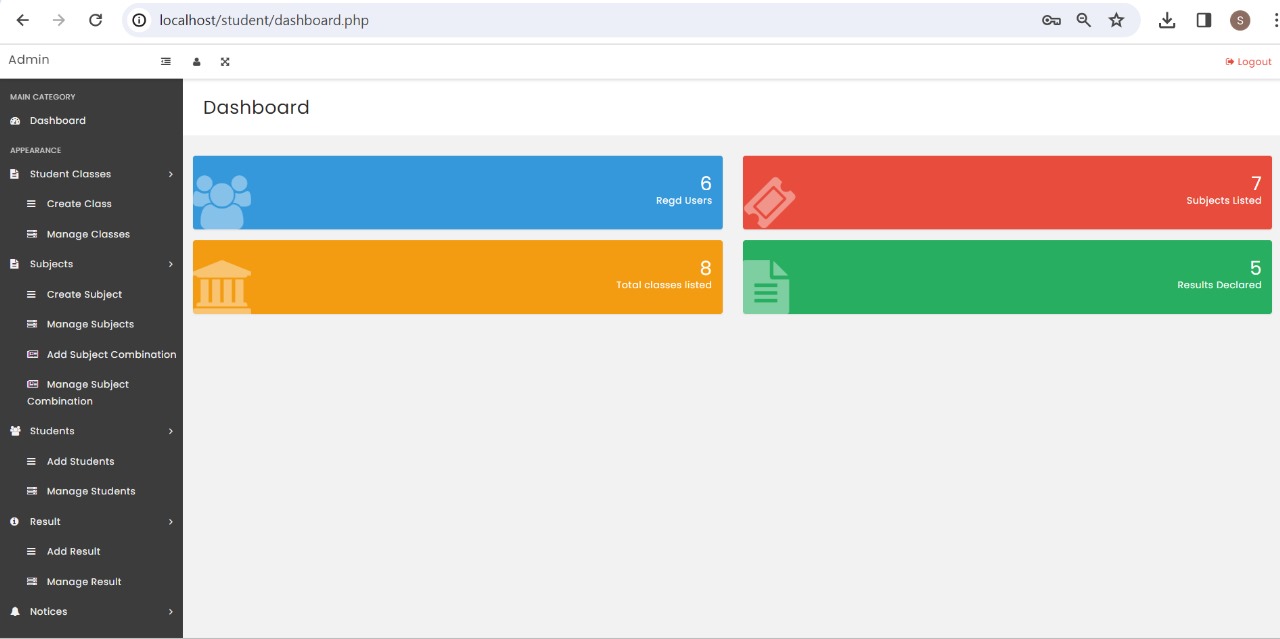 localhost/student/dashboard.php
S
Admin
Logout
MAIN CATEGORY
Dashboard
APPEARANCE
Student Classes
Create Class
Manage Classes
Subjects
Create Subject
Manage Subjects
Add Subject Combination
Manage Subject
Combination
Students
Add Students
Manage Students
Result
Add Result
Manage Result
Notices
Dashboard
6
Regd Users
7
Subjects Listed
8
Total classes listed
5
Results Declared